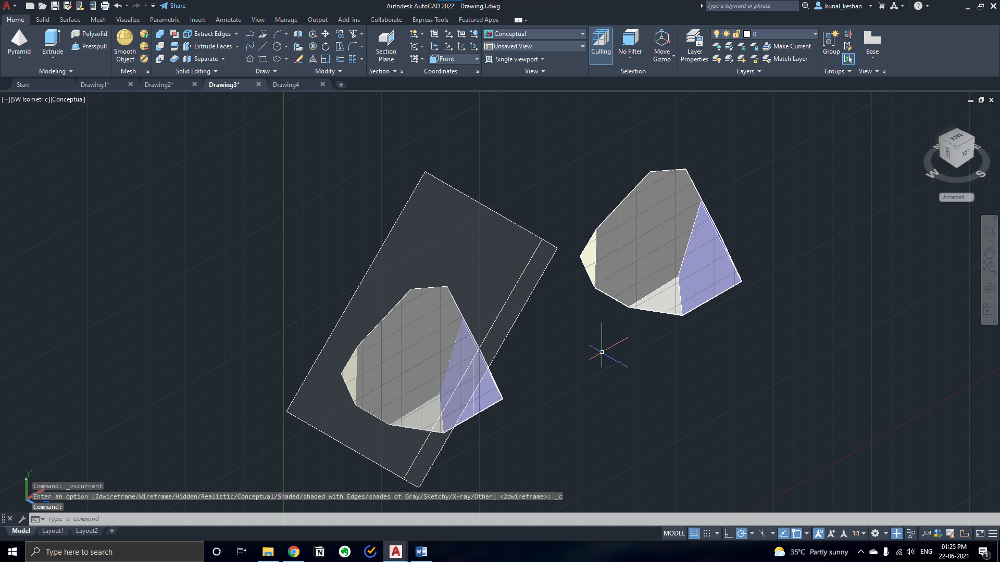 Share
Autodesk AutoCAD 2022 Drawing3.dwg
Type a keyword or phrase
kunal_keshan
Home Solid Surface Mesh Visualize Parametric Insert Annotate View Manage Output Add-ins Collaborate Express Tools Featured Apps
Pyramid
Extrude
Polysolid
Presspull
Modeling
Smooth
Object
Mesh
Extract Edges
Extrude Faces
Separate
Solid Editing
Draw
Modify
Section
Plane
Section
Front
Coordinates
Conceptual
Unsaved View
Single viewport
View
Culling
No Filter
Move
Gizmo
Selection
Layer
Properties
0
Make Current
Match Layer
Layers
Group
Groups
Base
View
Start
Drawing1*
Drawing2*
Drawing3*
Drawing4
[−][SW Isometric][Conceptual]
BACK
LEFT
TOP
N
E
W
S
Unnamed
Y
Command: _vscurrent
Enter an option [2dwireframe/Wireframe/Hidden/Realistic/Conceptual/Shaded/shaded with Edges/shades of Gray/SKetchy/X-ray/Other] <2dwireframe>: _c
Command:
Type a command
Model Layout1 Layout2
MODEL
1:1
Type here to search
35°C Partly sunny
ENG
01:25 PM
22-06-2021
1